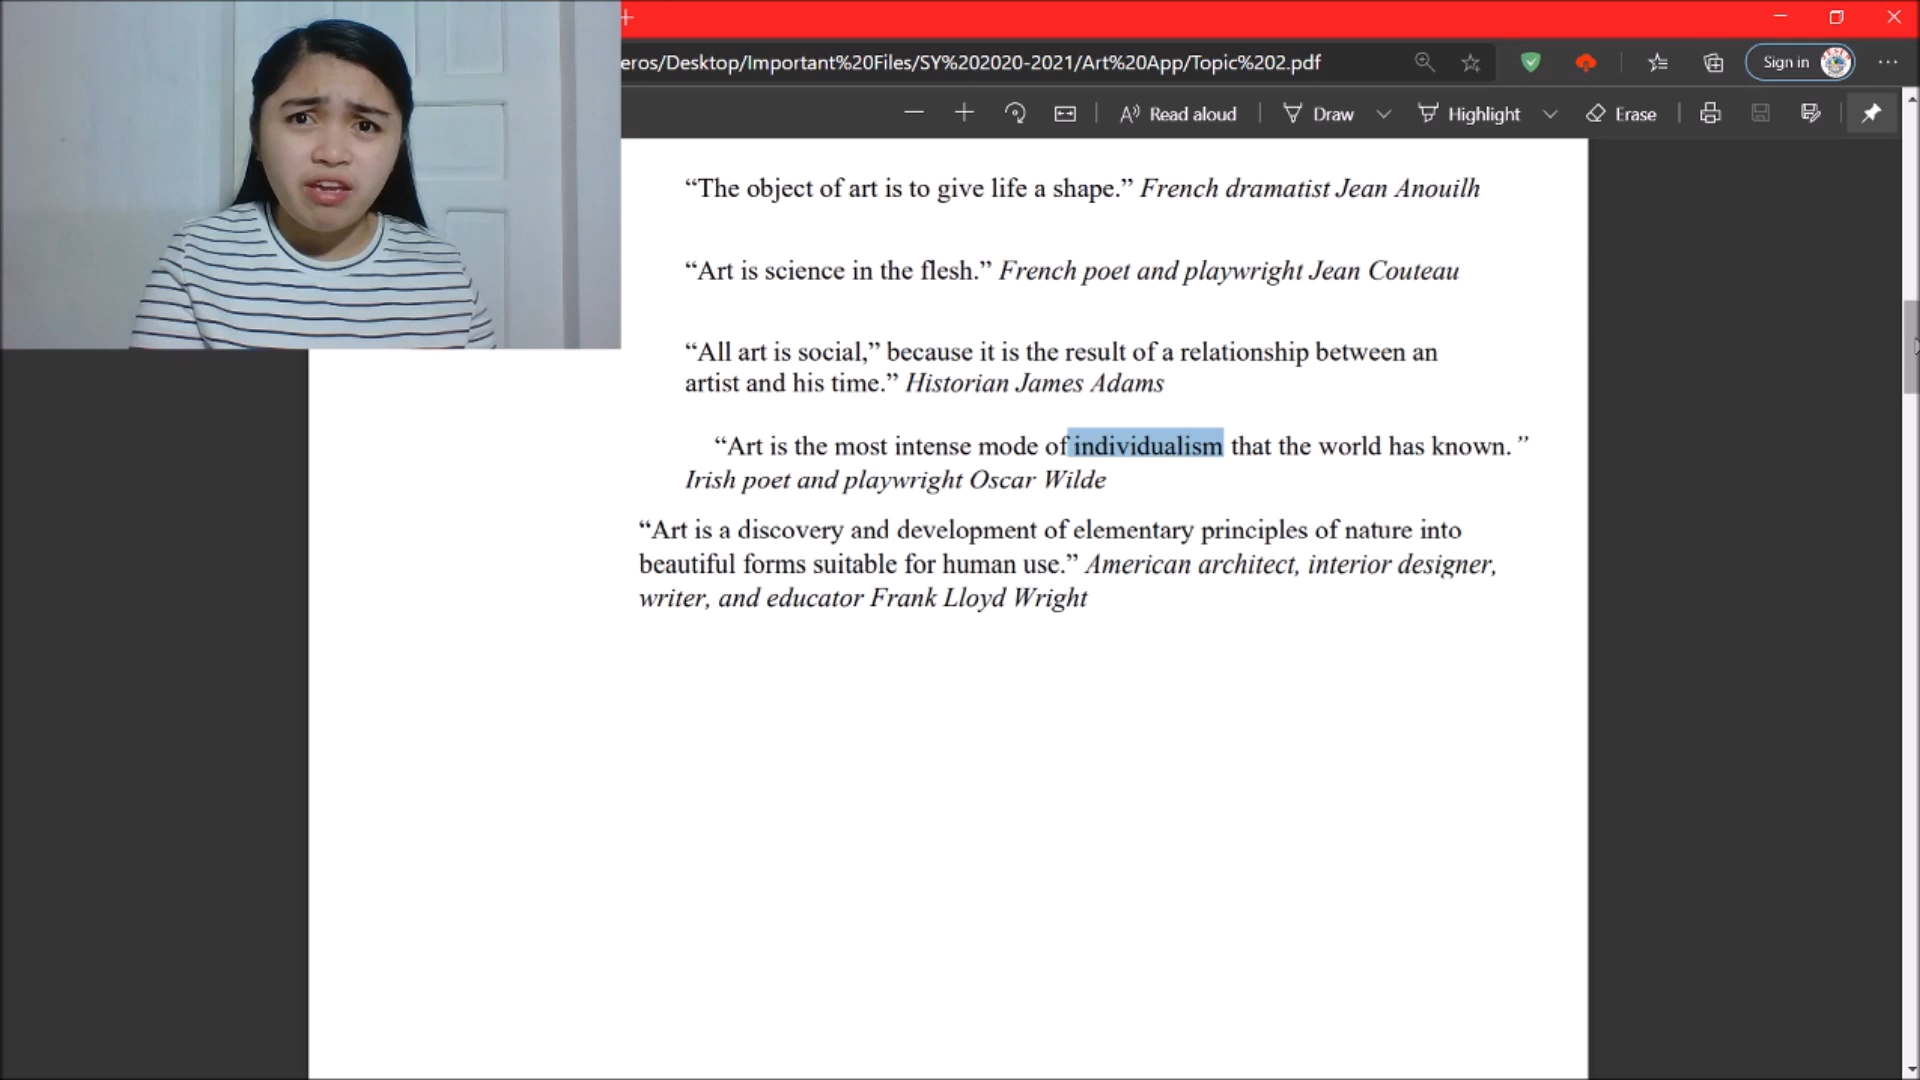 eros/Desktop/Important%20Files/SY%202020-2021/Art%20App/Topic%202.pdf
Sign in
Read aloud
Draw
Highlight
Erase
“The object of art is to give life a shape.” French dramatist Jean Anouilh
“Art is science in the flesh.” French poet and playwright Jean Couteau
“All art is social,” because it is the result of a relationship between an
artist and his time.” Historian James Adams
“Art is the most intense mode of individualism that the world has known.”
Irish poet and playwright Oscar Wilde
“Art is a discovery and development of elementary principles of nature into
beautiful forms suitable for human use.” American architect, interior designer,
writer, and educator Frank Lloyd Wright